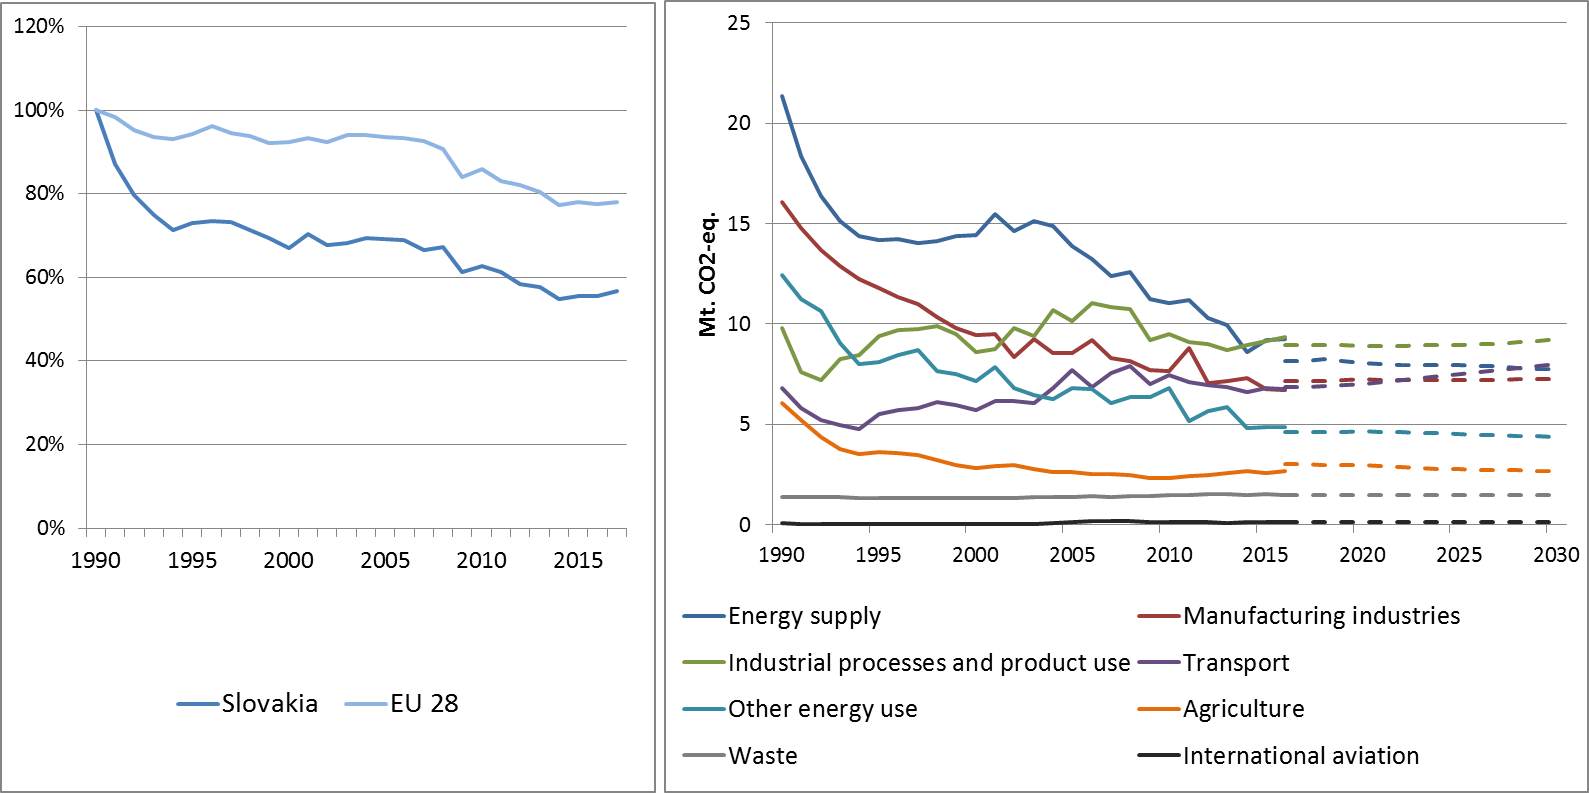 120%
100%
80%
60%
40%
20%
0%
1990 1995 2000 2005 2010 2015
Slovakia EU 28
25
20
15
10
5
0
Mt. CO2-eq.
1990 1995 2000 2005 2010 2015 2020 2025 2030
Energy supply Manufacturing industries
Industrial processes and product use Transport
Other energy use Agriculture
Waste International aviation